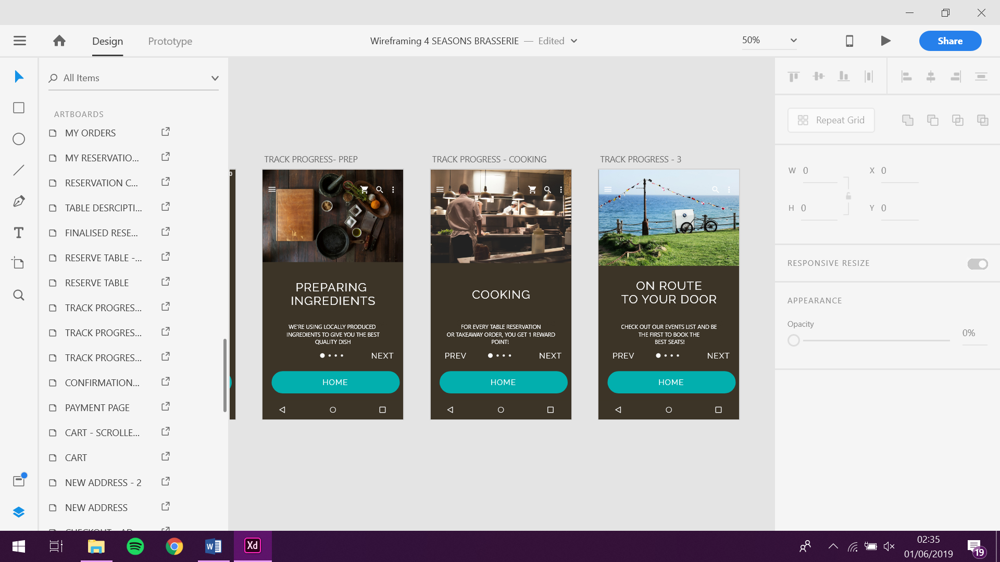 Design
Prototype
Wireframing 4 SEASONS BRASSERIE — Edited
50%
Share
All Items
ARTBOARDS
MY ORDERS
MY RESERVATIO...
RESERVATION C...
TABLE DESRCIPTI...
FINALISED RESE...
RESERVE TABLE -...
RESERVE TABLE
TRACK PROGRES...
TRACK PROGRES...
TRACK PROGRES...
CONFIRMATION...
PAYMENT PAGE
CART - SCROLLE...
CART
NEW ADDRESS - 2
NEW ADDRESS
TRACK PROGRESS- PREP
PREPARING
INGREDIENTS
WE'RE USING LOCALLY PRODUCED
INGREDIENTS TO GIVE YOU THE BEST
QUALITY DISH
NEXT
HOME
TRACK PROGRESS - COOKING
COOKING
FOR EVERY TABLE RESERVATION
OR TAKEAWAY ORDER, YOU GET 1 REWARD
POINT!
PREV
NEXT
HOME
TRACK PROGRESS - 3
ON ROUTE
TO YOUR DOOR
CHECK OUT OUR EVENTS LIST AND BE
THE FIRST TO BOOK THE
BEST SEATS!
PREV
NEXT
HOME
Repeat Grid
W 0
X 0
H 0
Y 0
RESPONSIVE RESIZE
APPEARANCE
Opacity
0%
W
Xd
02:35
01/06/2019
19